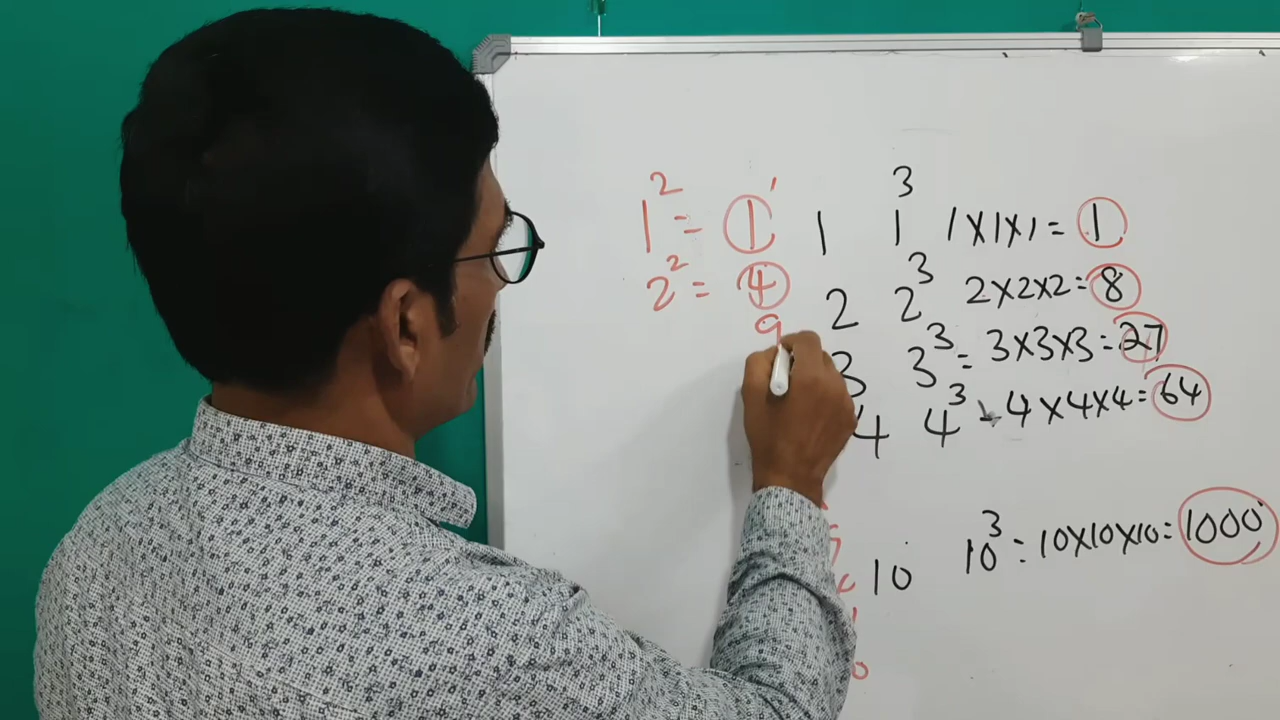 1² = 1 1 1³ 1×1×1 = 1
2² = 4 2 2³ 2×2×2 = 8
9 3 3³ = 3×3×3 = 27
4 4³ - 4×4×4 = 64
10 10³ = 10×10×10 = 1000